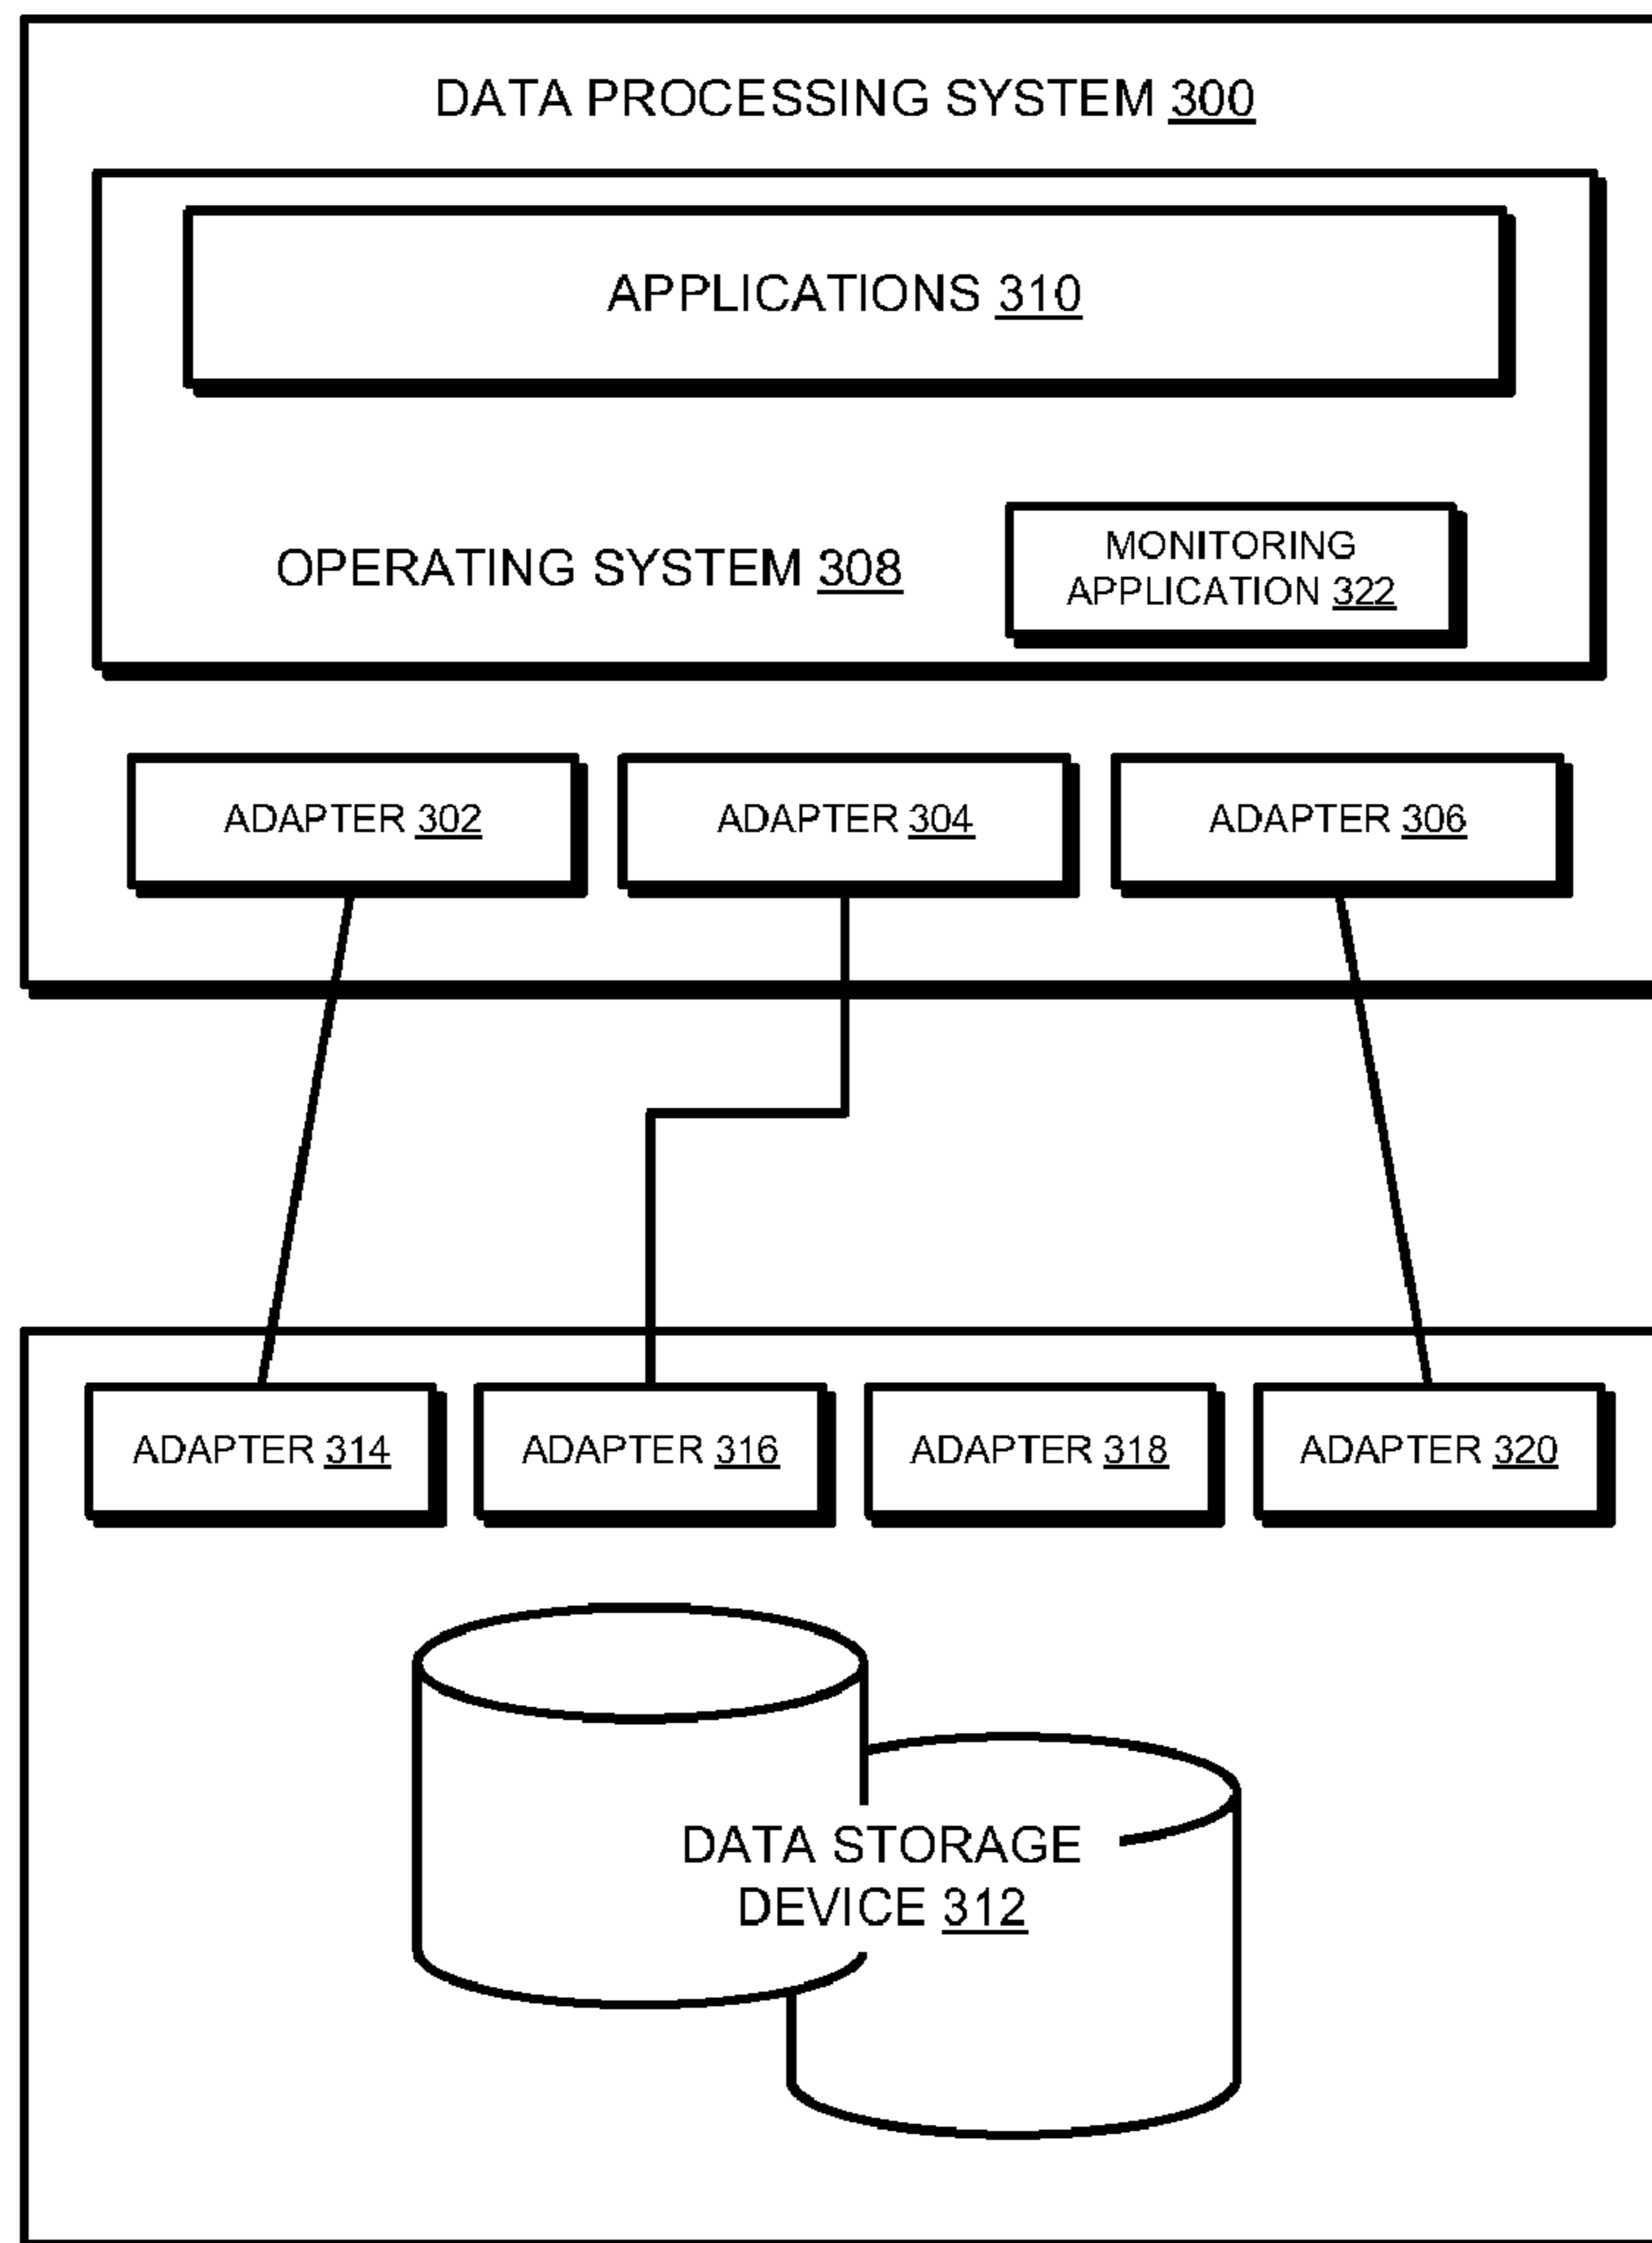 DATA PROCESSING SYSTEM 300
APPLICATIONS 310
OPERATING SYSTEM 308
MONITORING
APPLICATION 322
ADAPTER 302
ADAPTER 304
ADAPTER 306
ADAPTER 314
ADAPTER 316
ADAPTER 318
ADAPTER 320
DATA STORAGE
DEVICE 312